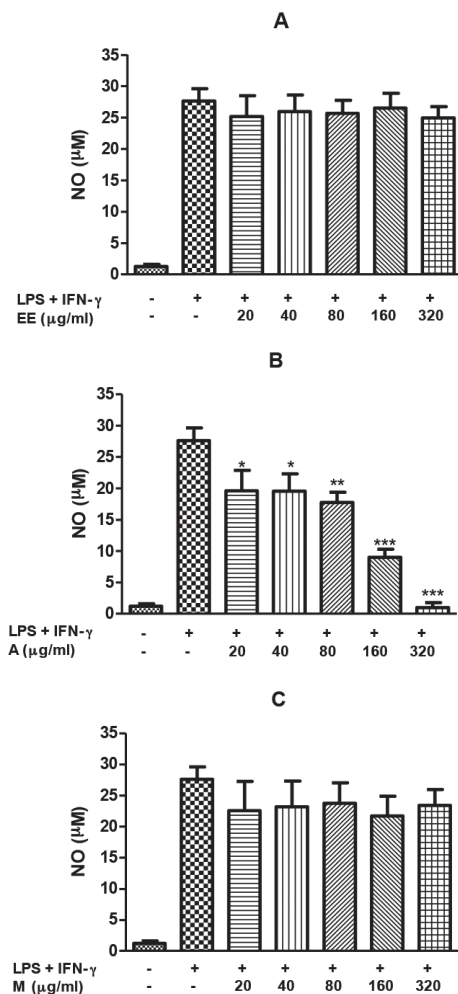 A
NO (μM)
35
30
25
20
15
10
5
0
LPS + IFN-γ - + + + + + +
EE (μg/ml) - - 20 40 80 160 320
B
NO (μM)
35
30
25
20
15
10
5
0
* * ** *** ***
LPS + IFN-γ - + + + + + +
A (μg/ml) - - 20 40 80 160 320
C
NO (μM)
35
30
25
20
15
10
5
0
LPS + IFN-γ - + + + + + +
M (μg/ml) - - 20 40 80 160 320